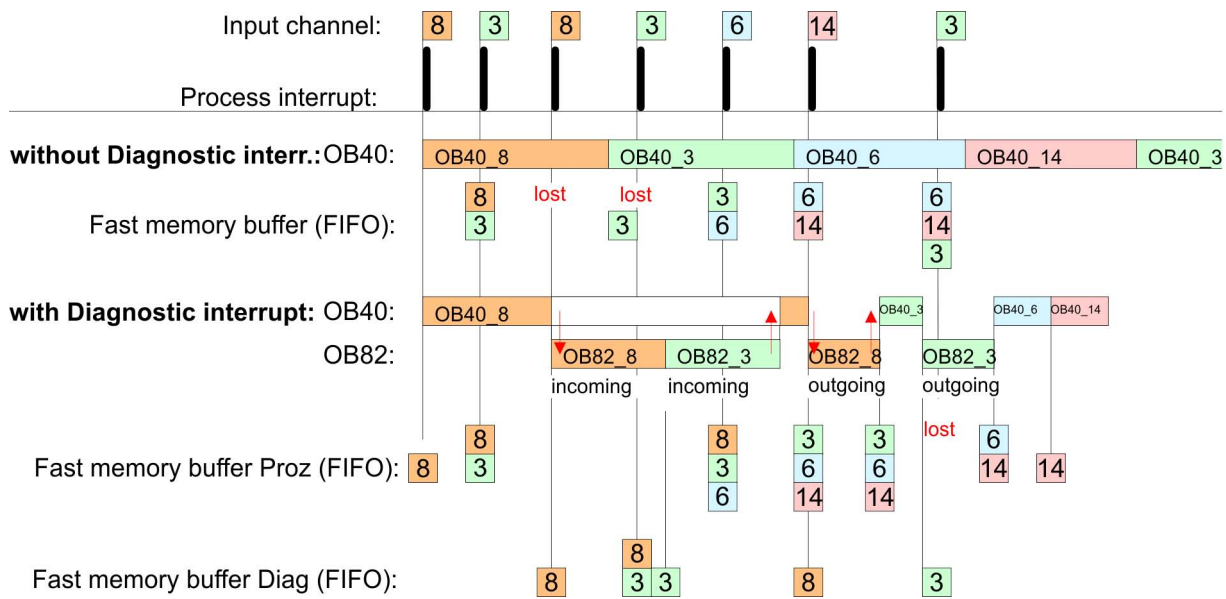 Input channel: 8 3 8 3 6 14 3
Process interrupt:
without Diagnostic interr.: OB40: OB40_8 OB40_3 OB40_6 OB40_14 OB40_3
lost lost
8 3 6 6
Fast memory buffer (FIFO): 3 3 6 14 14
3
with Diagnostic interrupt: OB40: OB40_8 OB40_3 OB40_6 OB40_14
OB82: OB82_8 OB82_3 OB82_8 OB82_3
incoming incoming outgoing outgoing
lost
8 8 3 3 6
Fast memory buffer Proz (FIFO): 8 3 3 6 6 14 14
6 14 14
8
Fast memory buffer Diag (FIFO): 8 3 3 8 3